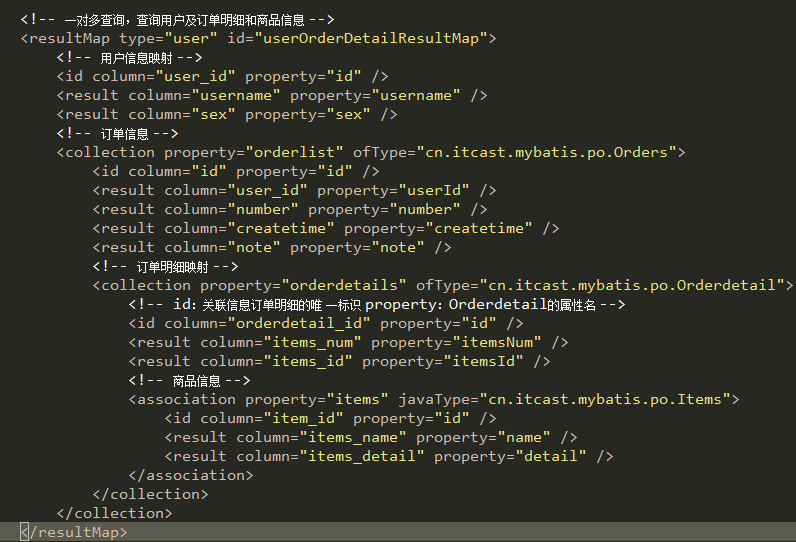 <!-- 一对多查询，查询用户及订单明细和商品信息 -->
<resultMap type="user" id="userOrderDetailResultMap">
<!-- 用户信息映射 -->
<id column="user_id" property="id" />
<result column="username" property="username" />
<result column="sex" property="sex" />
<!-- 订单信息 -->
<collection property="orderlist" ofType="cn.itcast.mybatis.po.Orders">
<id column="id" property="id" />
<result column="user_id" property="userId" />
<result column="number" property="number" />
<result column="createtime" property="createtime" />
<result column="note" property="note" />
<!-- 订单明细映射 -->
<collection property="orderdetails" ofType="cn.itcast.mybatis.po.Orderdetail">
<!-- id：关联信息订单明细的唯 一标识 property：Orderdetail的属性名 -->
<id column="orderdetail_id" property="id" />
<result column="items_num" property="itemsNum" />
<result column="items_id" property="itemsId" />
<!-- 商品信息 -->
<association property="items" javaType="cn.itcast.mybatis.po.Items">
<id column="item_id" property="id" />
<result column="items_name" property="name" />
<result column="items_detail" property="detail" />
</association>
</collection>
</collection>
</resultMap>